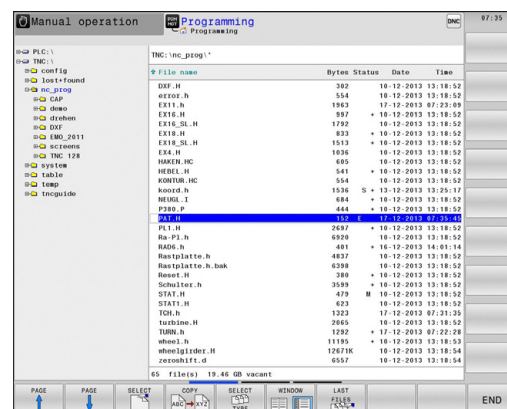 Manual operation
Programming
Programming
DNC
07:35
PLC:\
TNC:\
config
lost+found
nc_prog
CAP
demo
drehen
DXF
EMO_2011
screens
TNC 128
system
table
temp
tncguide
TNC:\nc_prog\*
File name Bytes Status Date Time
DXF.H 302 10-12-2013 13:18:52
error.h 554 10-12-2013 13:18:52
EX11.h 1963 17-12-2013 07:23:09
EX16.H 997 + 10-12-2013 13:18:52
EX16_SL.H 1792 10-12-2013 13:18:52
EX18.H 833 + 10-12-2013 13:18:52
EX18_SL.H 1513 + 10-12-2013 13:18:52
EX4.H 1036 10-12-2013 13:18:52
HAKEN.HC 605 10-12-2013 13:18:52
HEBEL.H 541 + 10-12-2013 13:18:52
KONTUR.HC 554 10-12-2013 13:18:52
koord.h 1536 S + 13-12-2013 13:25:17
NEUGL.I 684 + 10-12-2013 13:18:52
P380.P 444 + 10-12-2013 13:18:52
PAT.H 152 E 17-12-2013 07:35:45
PL1.H 2697 + 10-12-2013 13:18:52
Ra-Pl.h 6920 10-12-2013 13:18:52
RAD6.h 401 + 16-12-2013 14:01:14
Rastplatte.h 4837 10-12-2013 13:18:52
Rastplatte.h.bak 6398 10-12-2013 13:18:52
Reset.H 380 + 10-12-2013 13:18:52
Schulter.h 3599 + 10-12-2013 13:18:52
STAT.H 479 M 10-12-2013 13:18:52
STAT1.H 623 10-12-2013 13:18:52
TCH.h 1323 17-12-2013 07:31:35
turbine.H 2065 10-12-2013 13:18:52
TURN.h 1292 + 17-12-2013 07:22:28
wheel.h 11195 + 10-12-2013 13:18:53
wheelgirder.H 12671K 10-12-2013 13:18:54
zeroshift.d 6557 10-12-2013 13:18:54
65 file(s) 19.46 GB vacant
PAGE PAGE SELECT COPY SELECT WINDOW LAST
ABC XYZ TYPE FILES
END